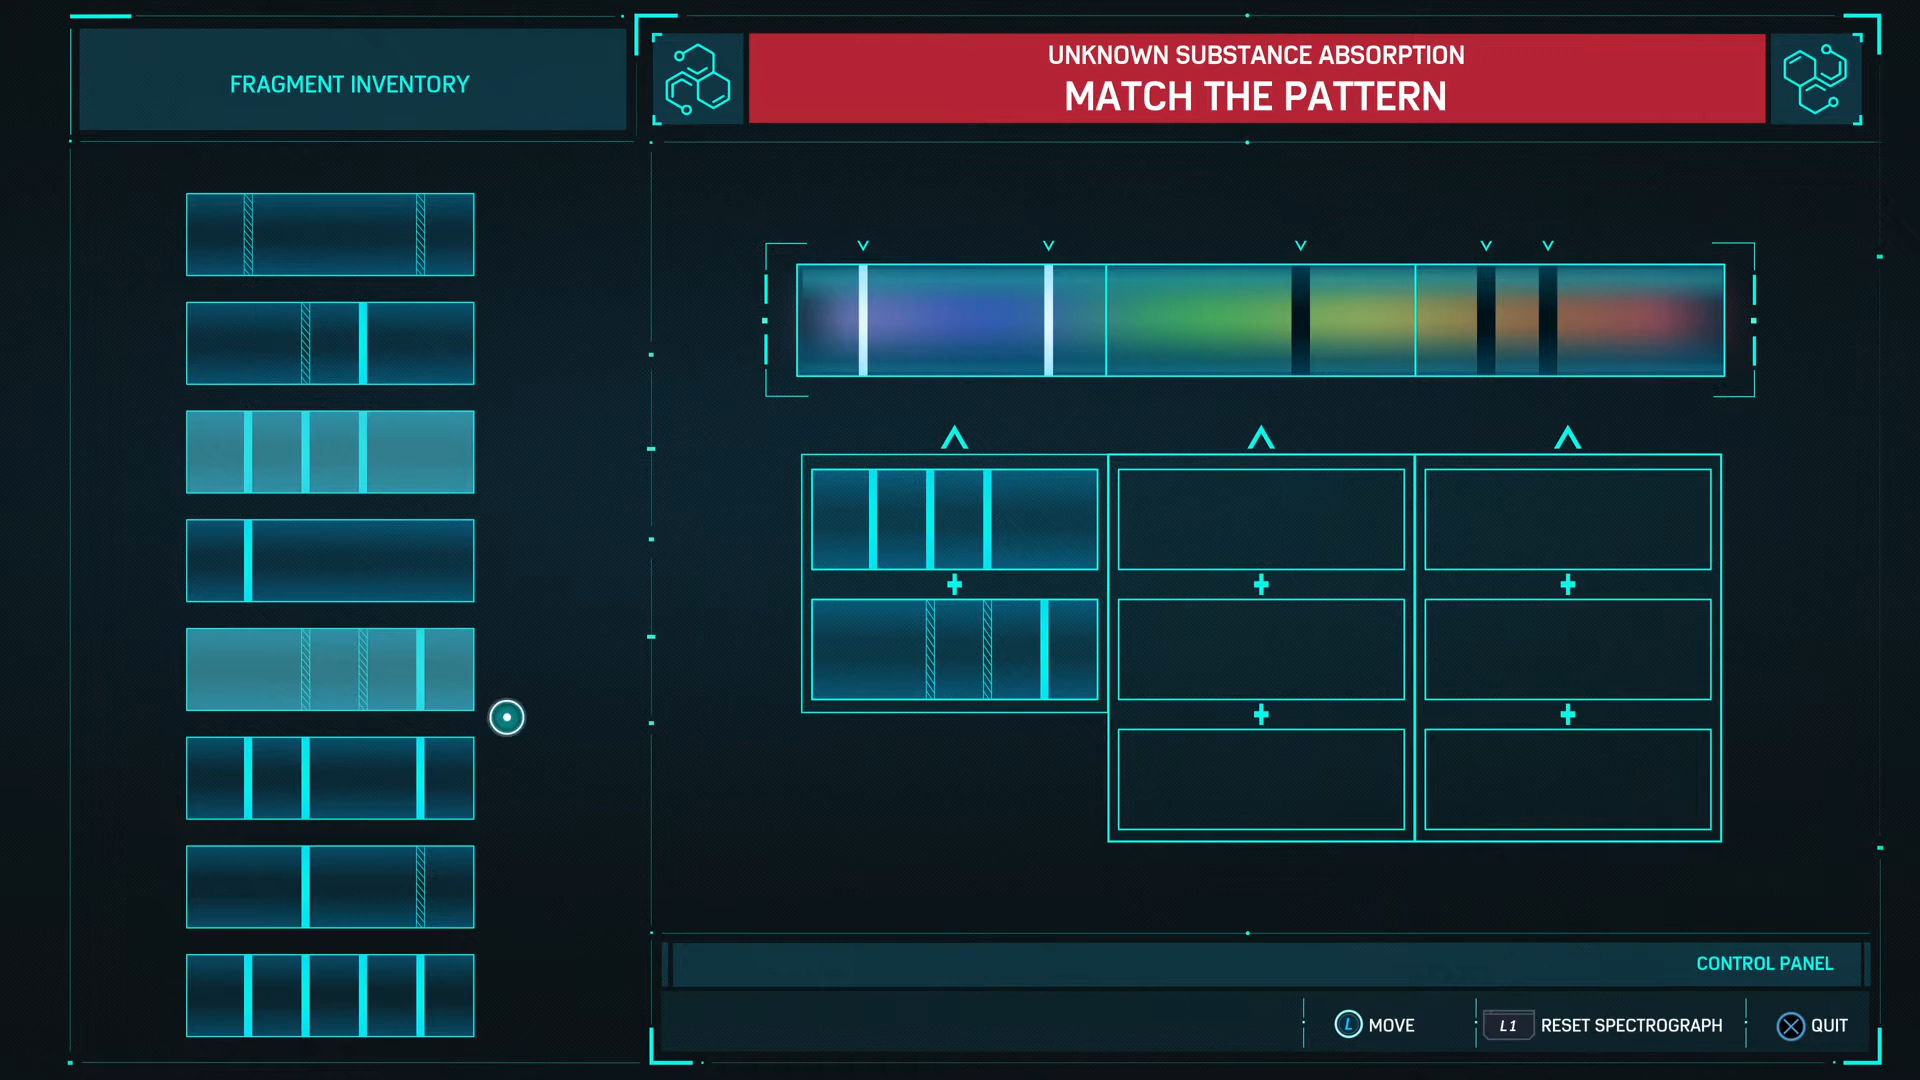 FRAGMENT INVENTORY
UNKNOWN SUBSTANCE ABSORPTION
MATCH THE PATTERN
CONTROL PANEL
L MOVE
L1 RESET SPECTROGRAPH
QUIT